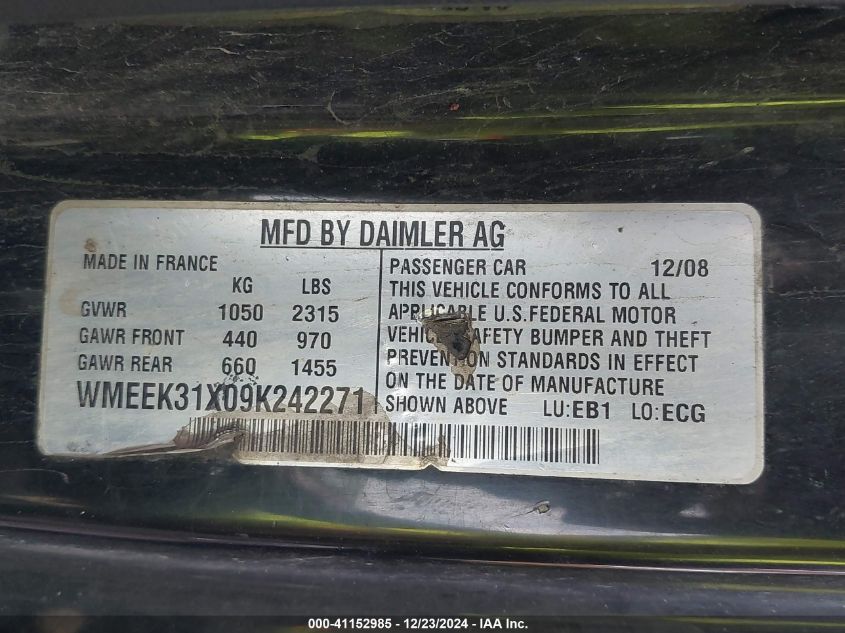 MFD BY DAIMLER AG
MADE IN FRANCE
KG LBS
GVWR 1050 2315
GAWR FRONT 440 970
GAWR REAR 660 1455
WMEEK31X09K242271
PASSENGER CAR 12/08
THIS VEHICLE CONFORMS TO ALL
APPLICABLE U.S.FEDERAL MOTOR
VEHICLE SAFETY BUMPER AND THEFT
PREVENTION STANDARDS IN EFFECT
ON THE DATE OF MANUFACTURE
SHOWN ABOVE LU:EB1 LO:ECG
000-41152985 - 12/23/2024 - IAA Inc.